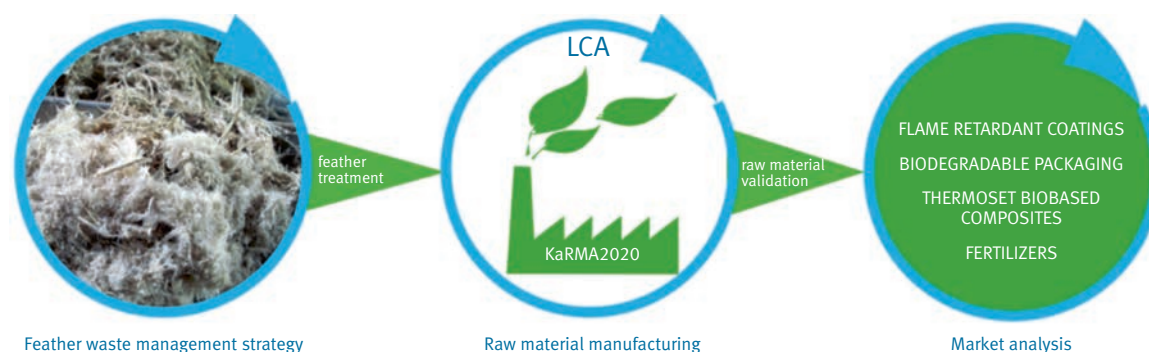 LCA
feather
treatment
KaRMA2020
raw material
validation
FLAME RETARDANT COATINGS
BIODEGRADABLE PACKAGING
THERMOSET BIOBASED
COMPOSITES
FERTILIZERS
Feather waste management strategy
Raw material manufacturing
Market analysis